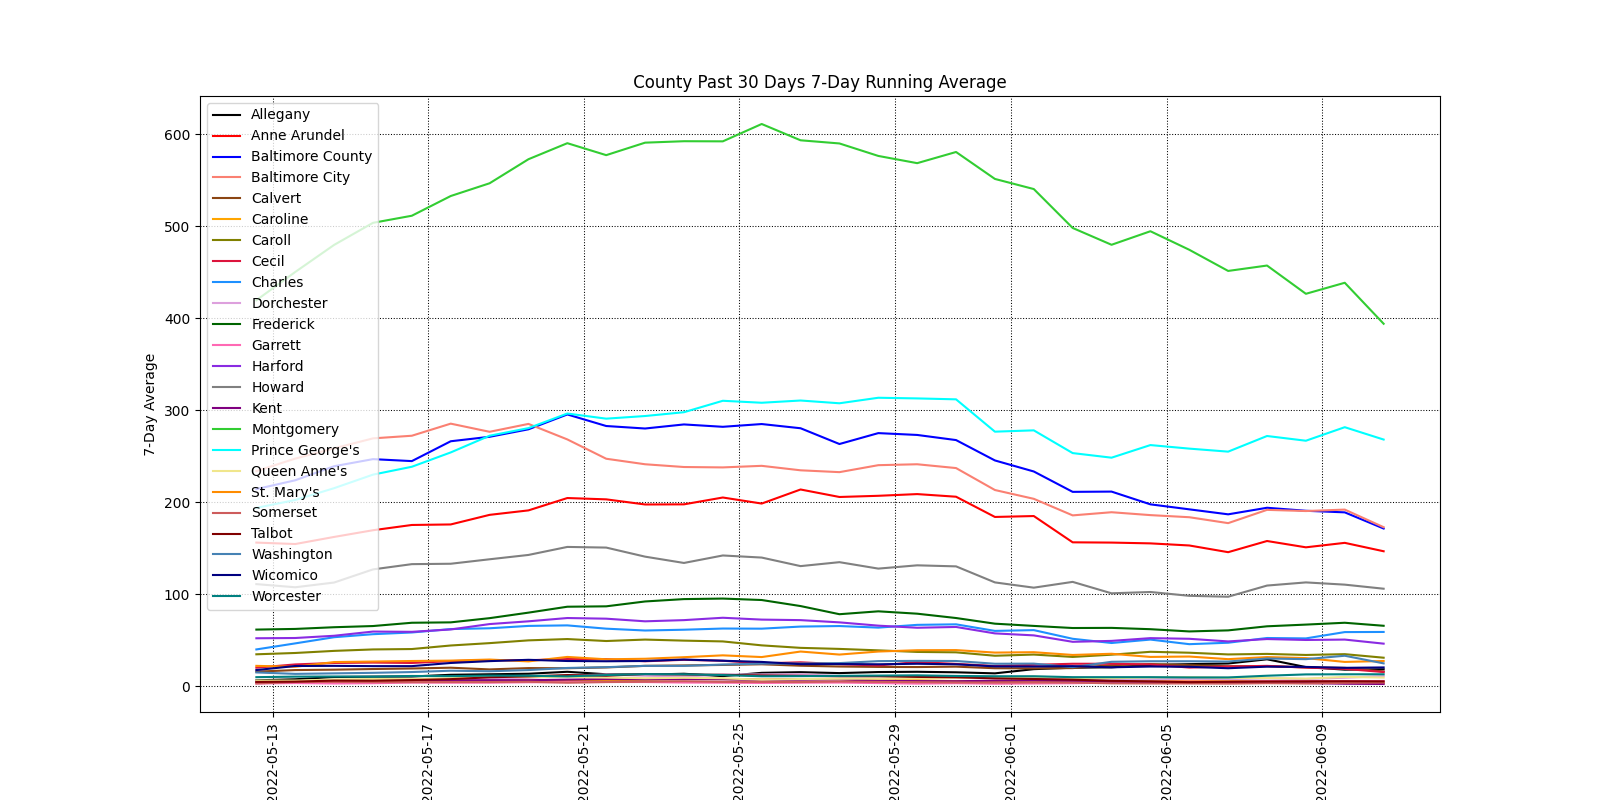 County Past 30 Days 7-Day Running Average
7-Day Average
600
500
400
300
200
100
0
Allegany
Anne Arundel
Baltimore County
Baltimore City
Calvert
Caroline
Caroll
Cecil
Charles
Dorchester
Frederick
Garrett
Harford
Howard
Kent
Montgomery
Prince George's
Queen Anne's
St. Mary's
Somerset
Talbot
Washington
Wicomico
Worcester
2022-05-13
2022-05-17
2022-05-21
2022-05-25
2022-05-29
2022-06-01
2022-06-05
2022-06-09